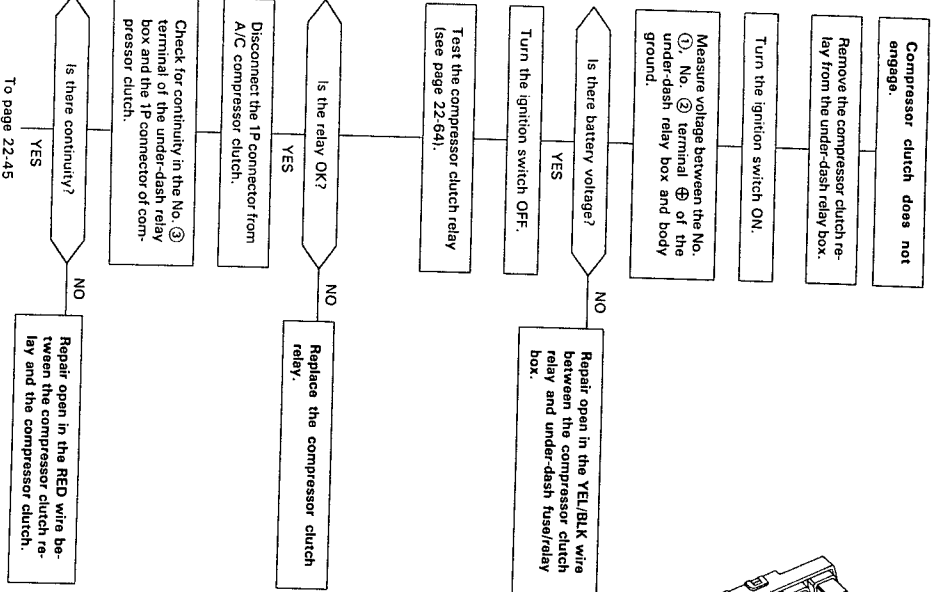 Compressor clutch does not
engage.
Remove the compressor clutch re-
lay from the under-dash relay box.
Turn the ignition switch ON.
Measure voltage between the No.
①, No. ② terminal ⊕ of the
under-dash relay box and body
ground.
Is there battery voltage?
NO
Repair open in the YEL/BLK wire
between the compressor clutch
relay and under-dash fuse/relay
box.
YES
Turn the ignition switch OFF.
Test the compressor clutch relay
(see page 22-64).
Is the relay OK?
NO
Replace the compressor clutch
relay.
YES
Disconnect the 1P connector from
A/C compressor clutch.
Check for continuity in the No. ③
terminal of the under-dash relay
box and the 1P connector of com-
pressor clutch.
Is there continuity?
NO
Repair open in the RED wire be-
tween the compressor clutch re-
lay and the compressor clutch.
YES
To page 22-45